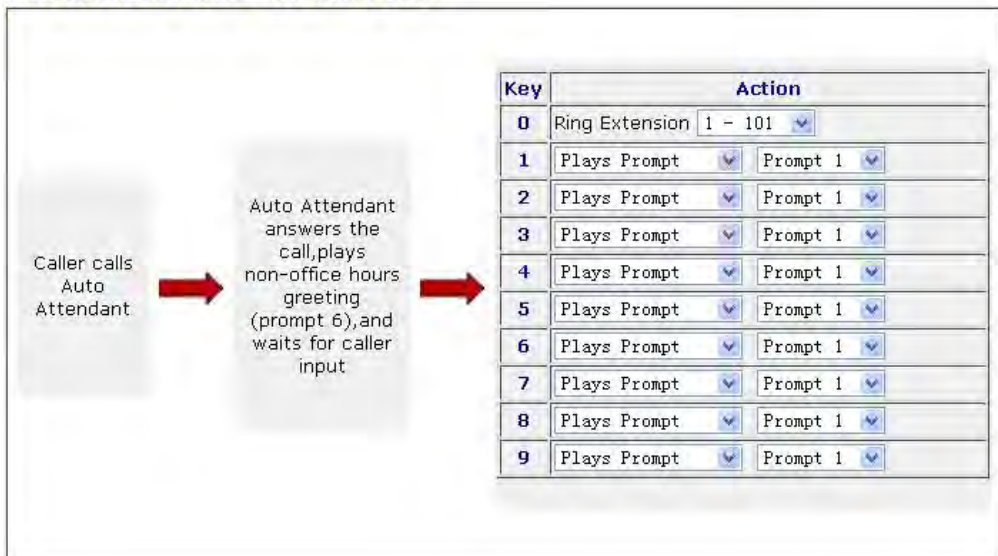 Caller calls
Auto
Attendant
Auto Attendant
answers the
call,plays
non-office hours
greeting
(prompt 6),and
waits for caller
input
Key Action
0 Ring Extension 1 - 101
1 Plays Prompt Prompt 1
2 Plays Prompt Prompt 1
3 Plays Prompt Prompt 1
4 Plays Prompt Prompt 1
5 Plays Prompt Prompt 1
6 Plays Prompt Prompt 1
7 Plays Prompt Prompt 1
8 Plays Prompt Prompt 1
9 Plays Prompt Prompt 1